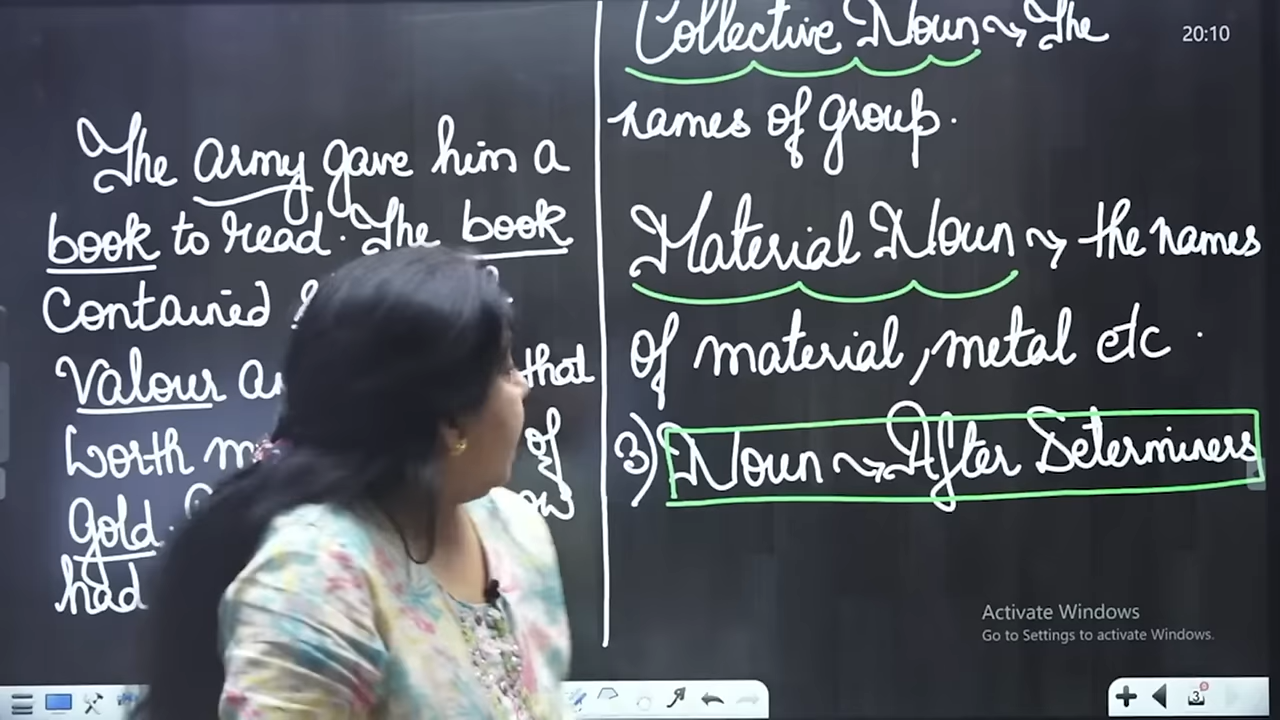 The army gave him a
book to read. The book
Contained
Valour that
Worth of
Gold.
had
Collective Noun ~> The
names of group.
Material Noun ~> the names
of material, metal etc.
3) Noun ~> After Determiners
20:10
Activate Windows
Go to Settings to activate Windows.
3